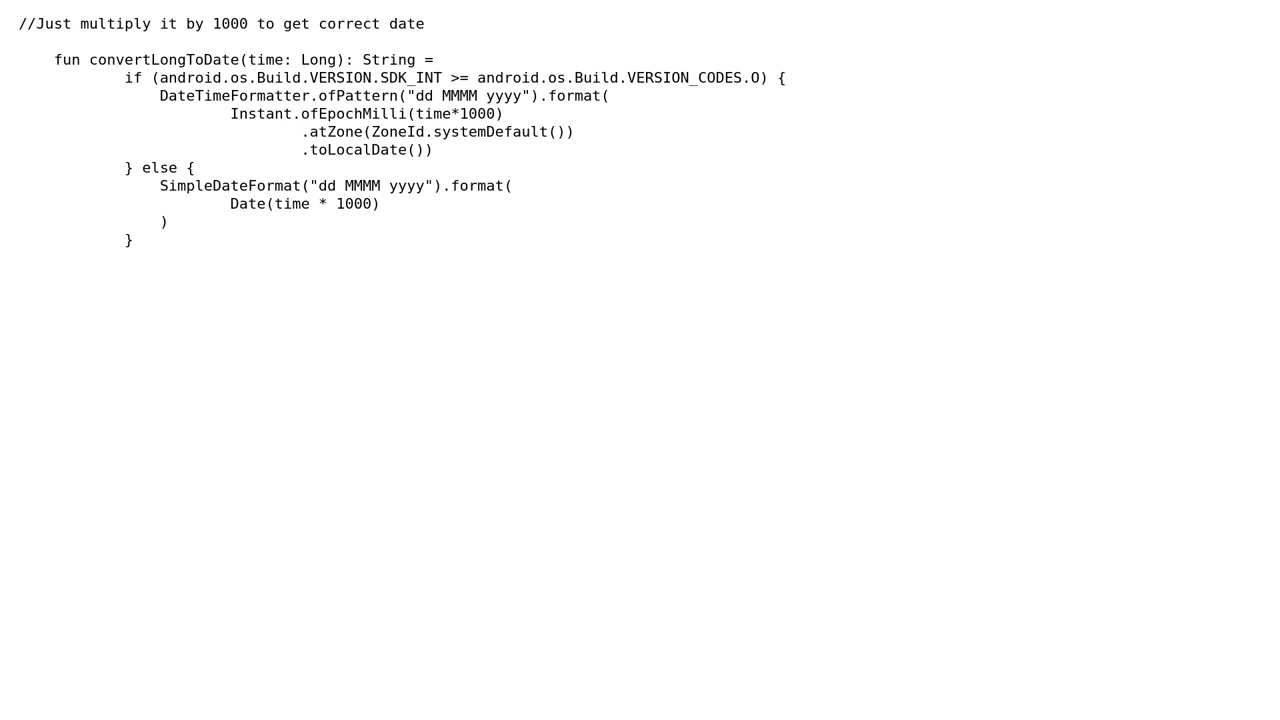 //Just multiply it by 1000 to get correct date

    fun convertLongToDate(time: Long): String =
            if (android.os.Build.VERSION.SDK_INT >= android.os.Build.VERSION_CODES.O) {
                DateTimeFormatter.ofPattern("dd MMMM yyyy").format(
                        Instant.ofEpochMilli(time*1000)
                                .atZone(ZoneId.systemDefault())
                                .toLocalDate())
            } else {
                SimpleDateFormat("dd MMMM yyyy").format(
                        Date(time * 1000)
                )
            }